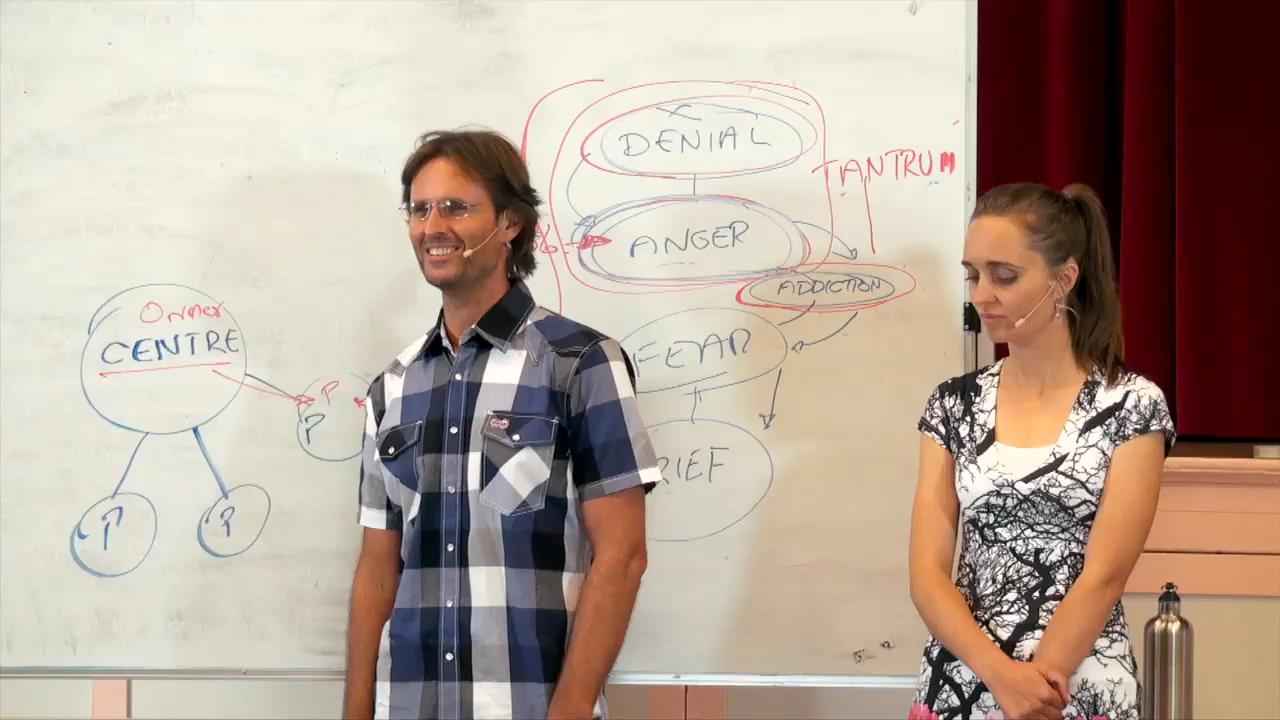 DENIAL
TANTRUM
ANGER
%
ADDICTION
Owner
CENTRE
FEAR
P
P
RIEF
P
P